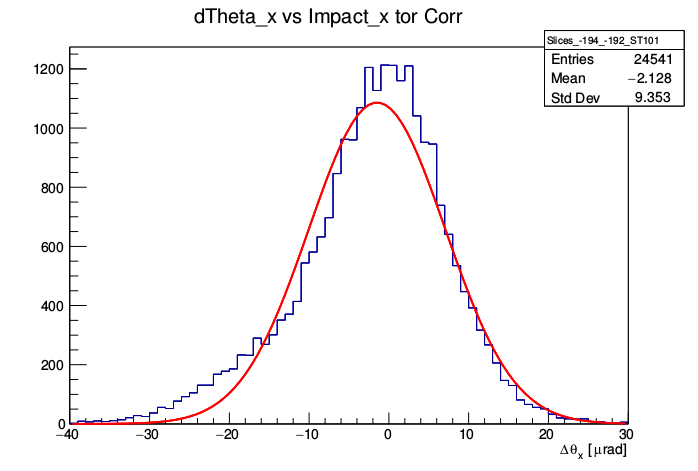 dTheta_x vs Impact_x tor Corr
Slices_-194_-192_ST101
Entries 24541
Mean −2.128
Std Dev 9.353
1200
1000
800
600
400
200
0
−40 −30 −20 −10 0 10 20 30
Δθx [μrad]